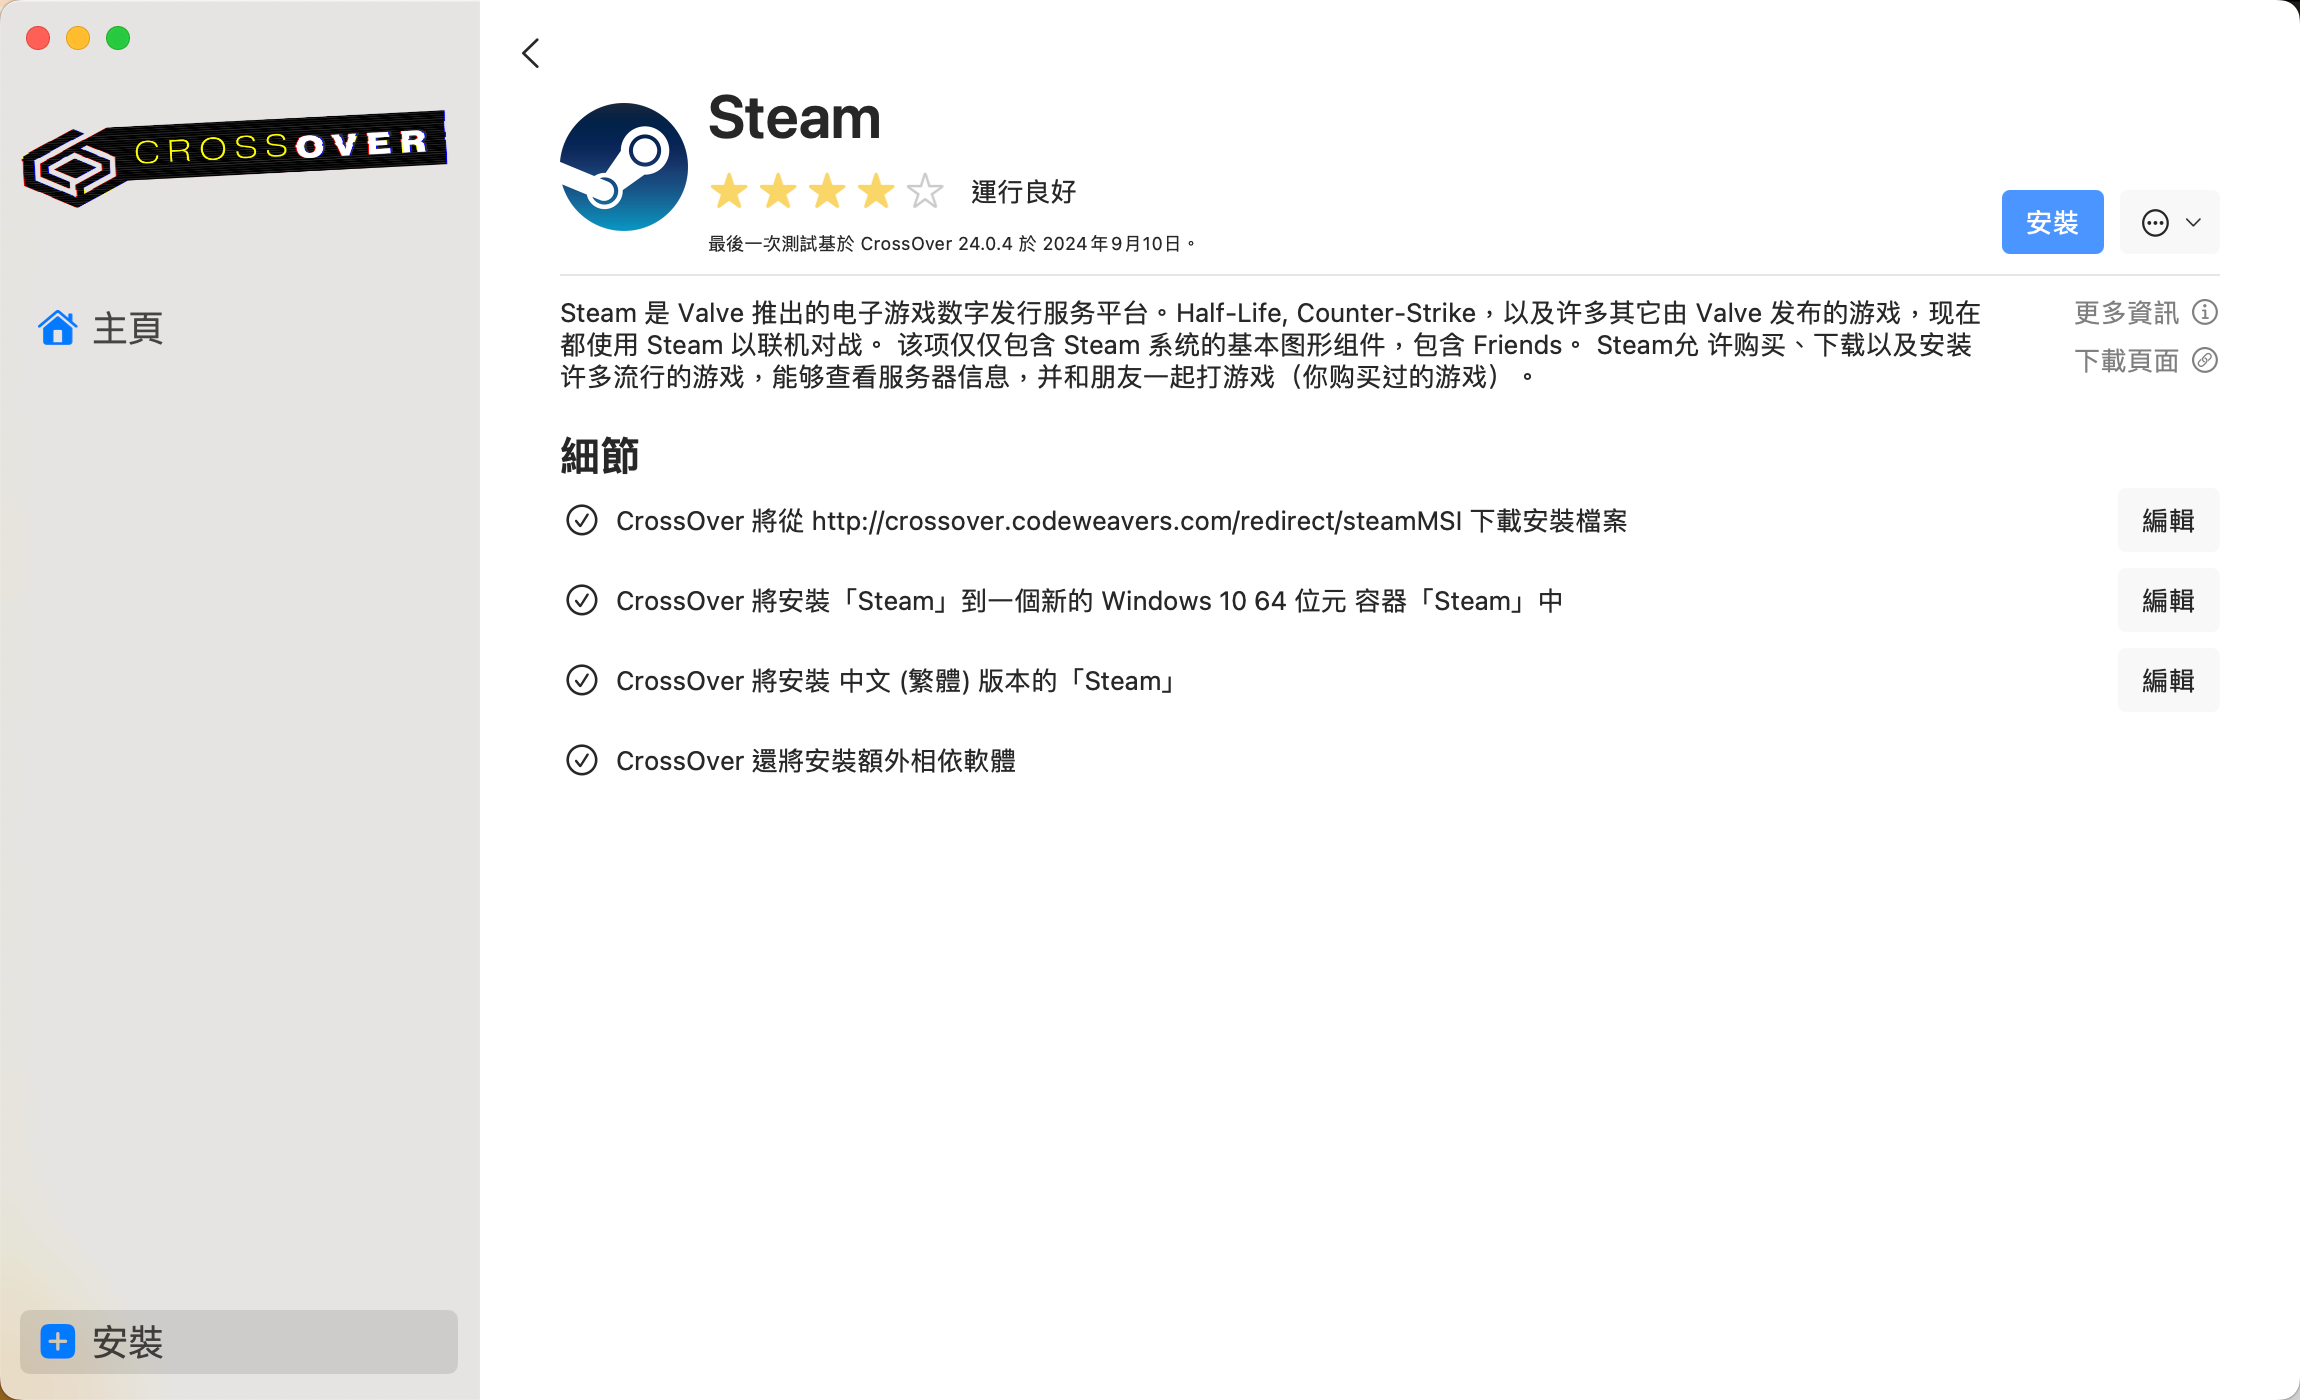 CROSSOVER
主頁
安裝
Steam
運行良好
最後一次測試基於 CrossOver 24.0.4 於 2024年9月10日。
安裝
Steam 是 Valve 推出的电子游戏数字发行服务平台。Half-Life, Counter-Strike，以及许多其它由 Valve 发布的游戏，现在
都使用 Steam 以联机对战。 该项仅仅包含 Steam 系统的基本图形组件，包含 Friends。 Steam允 许购买、下载以及安装
许多流行的游戏，能够查看服务器信息，并和朋友一起打游戏（你购买过的游戏） 。
更多資訊
下載頁面
細節
CrossOver 將從 http://crossover.codeweavers.com/redirect/steamMSI 下載安裝檔案
編輯
CrossOver 將安裝「Steam」到一個新的 Windows 10 64 位元 容器「Steam」中
編輯
CrossOver 將安裝 中文 (繁體) 版本的「Steam」
編輯
CrossOver 還將安裝額外相依軟體